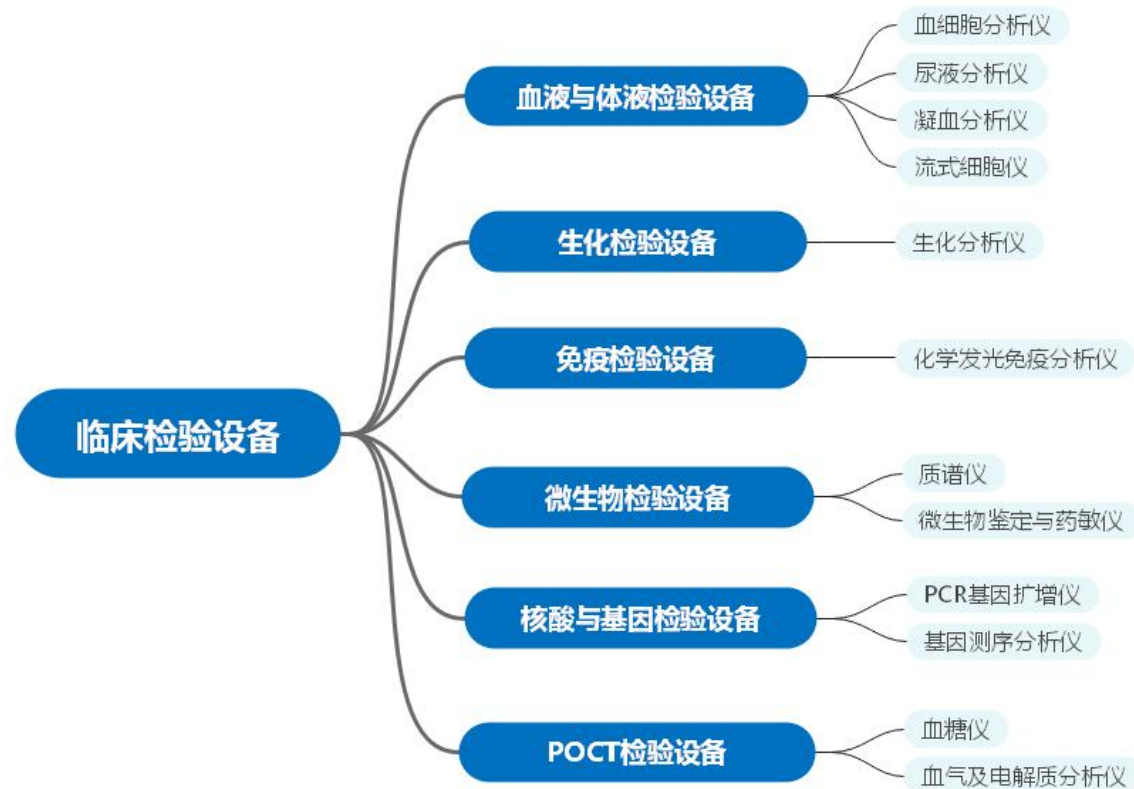 临床检验设备
血液与体液检验设备
血细胞分析仪
尿液分析仪
凝血分析仪
流式细胞仪
生化检验设备
生化分析仪
免疫检验设备
化学发光免疫分析仪
微生物检验设备
质谱仪
微生物鉴定与药敏仪
核酸与基因检验设备
PCR基因扩增仪
基因测序分析仪
POCT检验设备
血糖仪
血气及电解质分析仪